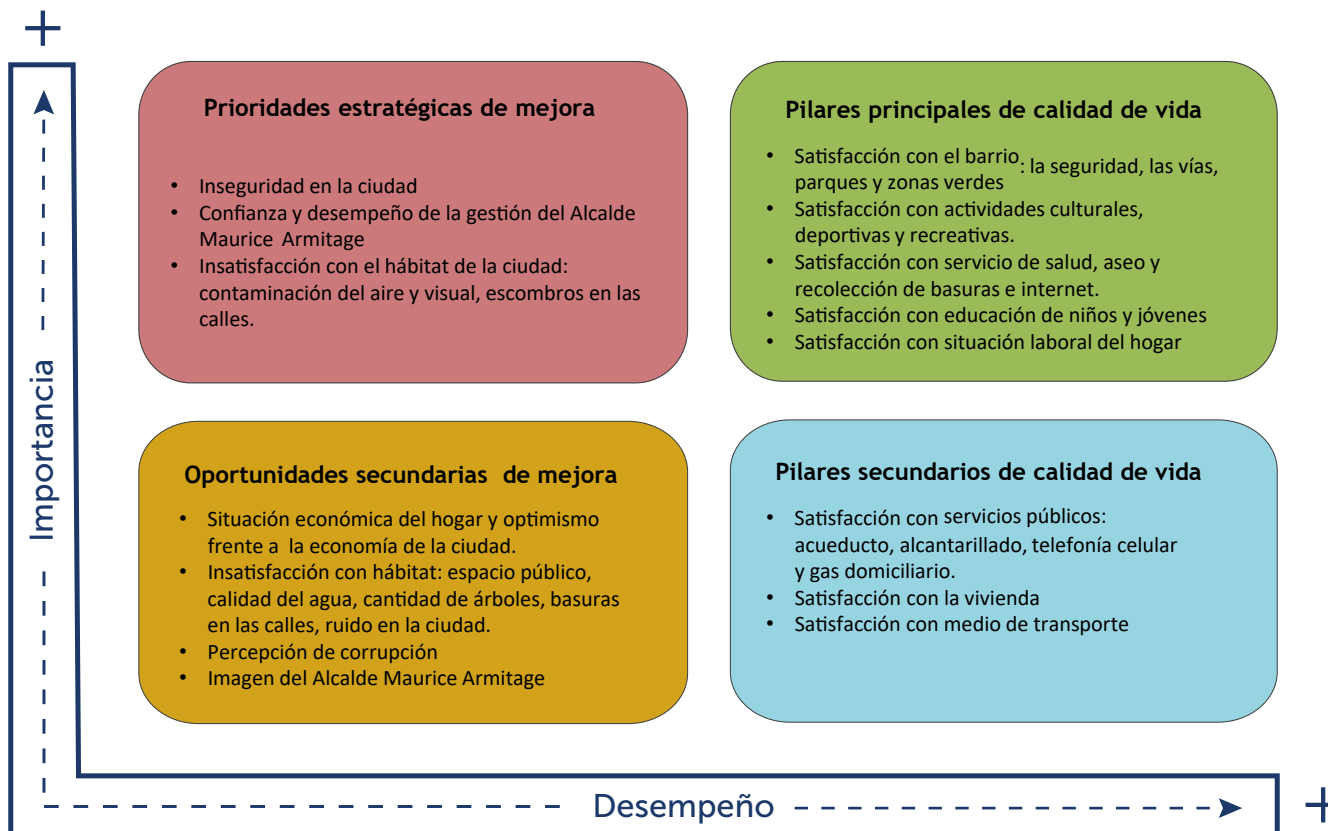 +
Prioridades estratégicas de mejora
• Inseguridad en la ciudad
• Confianza y desempeño de la gestión del Alcalde
Maurice Armitage
• Insatisfacción con el hábitat de la ciudad:
contaminación del aire y visual, escombros en las
calles.
Pilares principales de calidad de vida
• Satisfacción con el barrio: la seguridad, las vías,
parques y zonas verdes
• Satisfacción con actividades culturales,
deportivas y recreativas.
• Satisfacción con servicio de salud, aseo y
recolección de basuras e internet.
• Satisfacción con educación de niños y jóvenes
• Satisfacción con situación laboral del hogar
Importancia
Oportunidades secundarias de mejora
• Situación económica del hogar y optimismo
frente a la economía de la ciudad.
• Insatisfacción con hábitat: espacio público,
calidad del agua, cantidad de árboles, basuras
en las calles, ruido en la ciudad.
• Percepción de corrupción
• Imagen del Alcalde Maurice Armitage
Pilares secundarios de calidad de vida
• Satisfacción con servicios públicos:
acueducto, alcantarillado, telefonía celular
y gas domiciliario.
• Satisfacción con la vivienda
• Satisfacción con medio de transporte
Desempeño
+